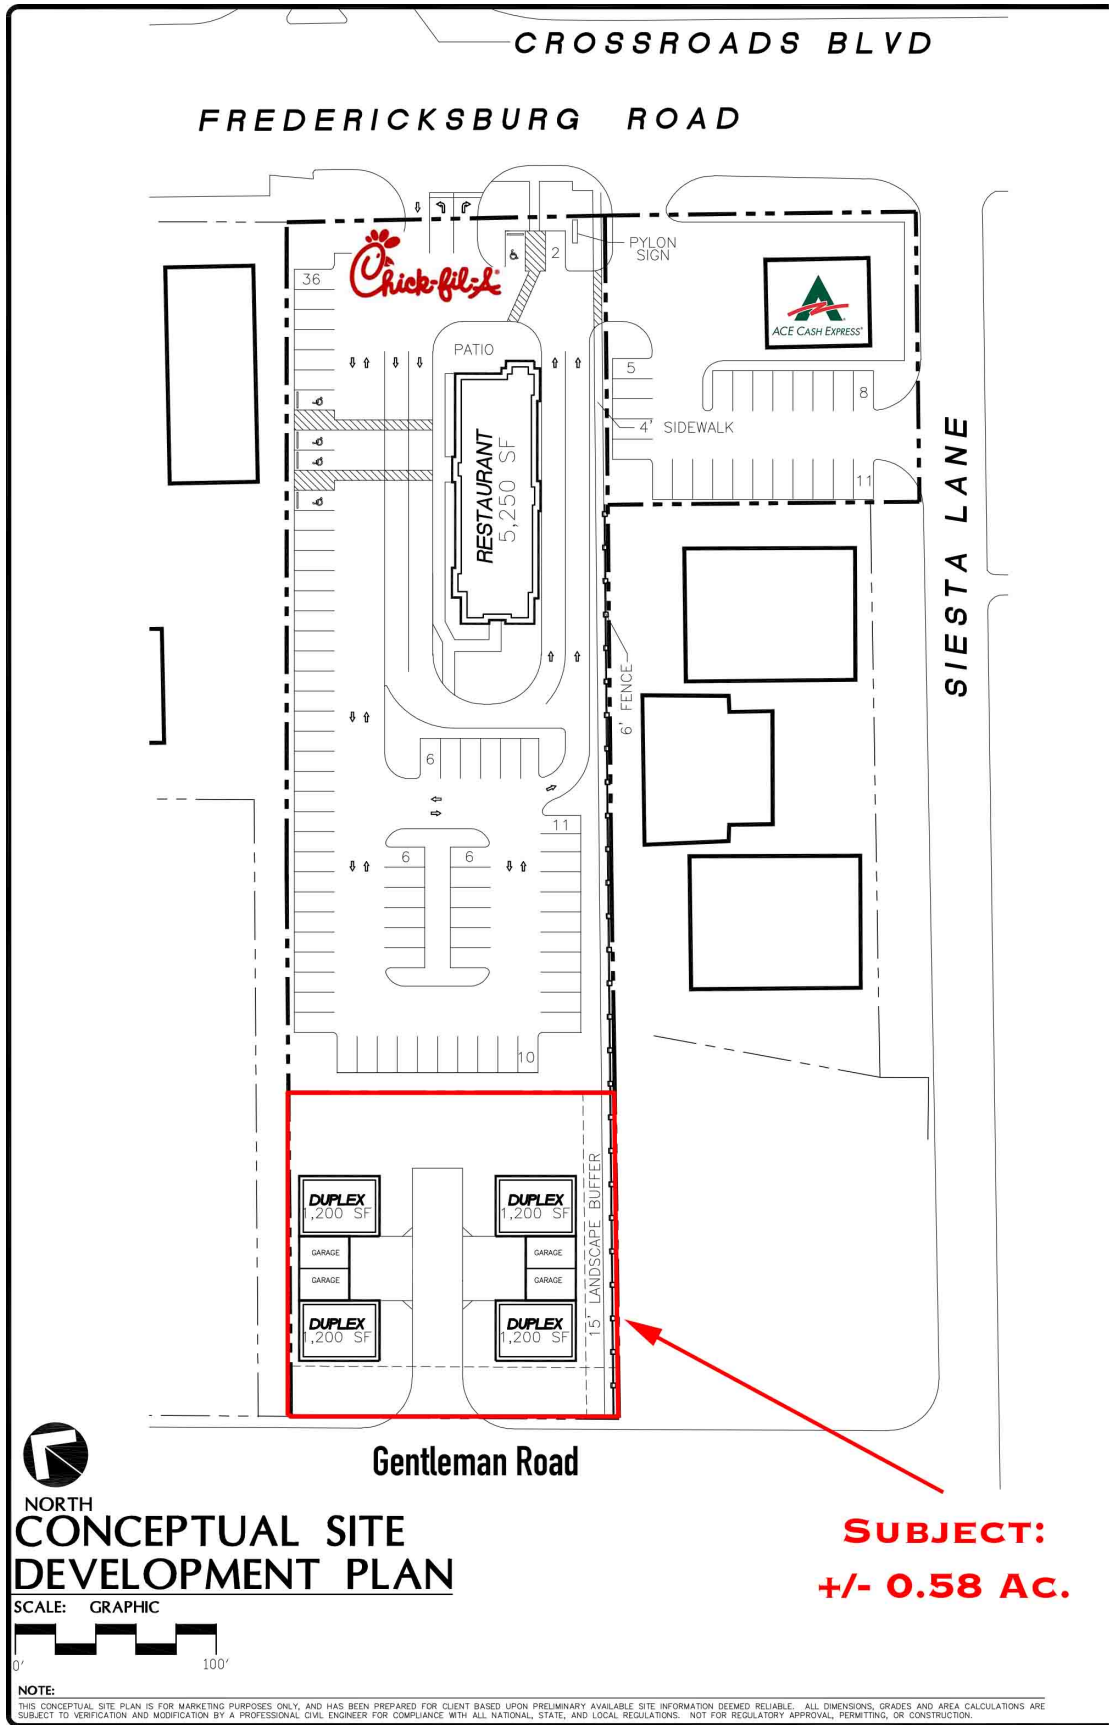 CROSSROADS BLVD
FREDERICKSBURG ROAD
PYLON
SIGN
2
36
Chick-fil-A
ACE CASH EXPRESS
PATIO
5
8
4' SIDEWALK
RESTAURANT
5,250 SF
11
SIESTA LANE
6' FENCE
6
11
6
6
10
15' LANDSCAPE BUFFER
DUPLEX
1,200 SF
DUPLEX
1,200 SF
GARAGE
GARAGE
GARAGE
GARAGE
DUPLEX
1,200 SF
DUPLEX
1,200 SF
Gentleman Road
NORTH
CONCEPTUAL SITE
DEVELOPMENT PLAN
SCALE: GRAPHIC
0' 100'
SUBJECT:
+/- 0.58 AC.
NOTE:
THIS CONCEPTUAL SITE PLAN IS FOR MARKETING PURPOSES ONLY, AND HAS BEEN PREPARED FOR CLIENT BASED UPON PRELIMINARY AVAILABLE SITE INFORMATION DEEMED RELIABLE. ALL DIMENSIONS, GRADES AND AREA CALCULATIONS ARE
SUBJECT TO VERIFICATION AND MODIFICATION BY A PROFESSIONAL CIVIL ENGINEER FOR COMPLIANCE WITH ALL NATIONAL, STATE, AND LOCAL REGULATIONS. NOT FOR REGULATORY APPROVAL, PERMITTING, OR CONSTRUCTION.